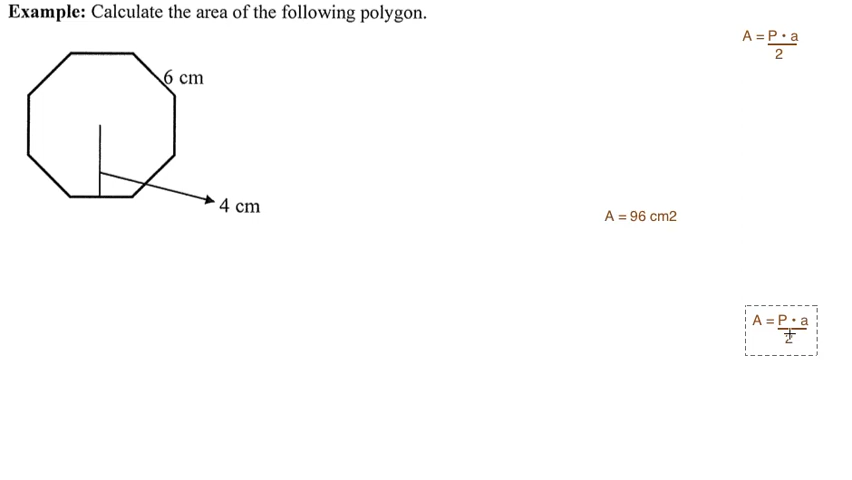 Example: Calculate the area of the following polygon.
A = P • a
2
6 cm
4 cm
A = 96 cm2
A = P • a
2